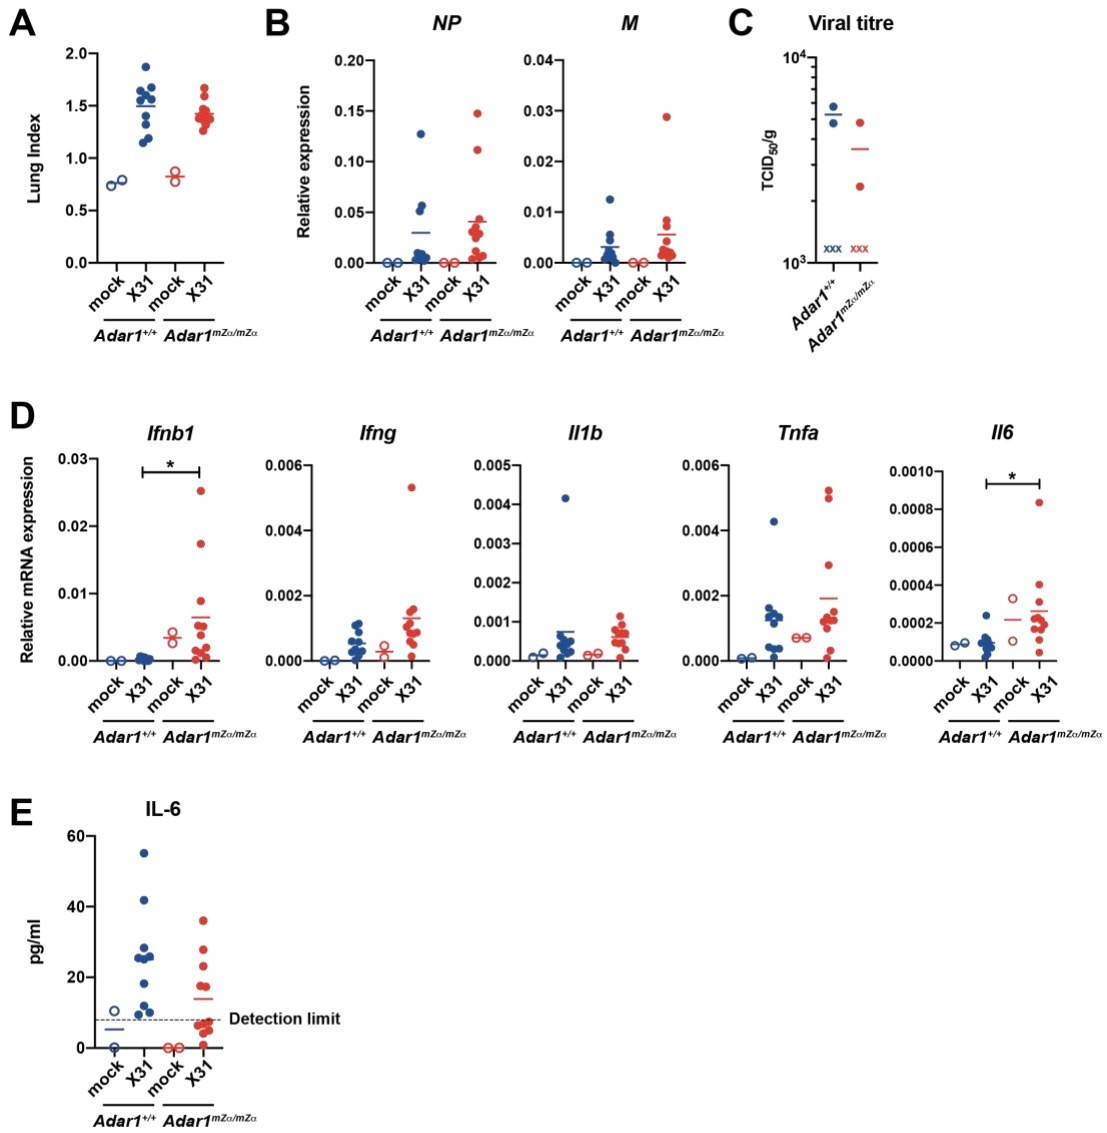 A
Lung Index
2.0
1.5
1.0
0.5
0.0
mock X31 mock X31
Adar1+/+ Adar1mZα/mZα
B
NP
Relative expression
0.20
0.15
0.10
0.05
0.00
mock X31 mock X31
Adar1+/+ Adar1mZα/mZα
M
0.04
0.03
0.02
0.01
0.00
mock X31 mock X31
Adar1+/+ Adar1mZα/mZα
C
Viral titre
TCID50/g
10^4
10^3
xxx xxx
Adar1+/+
Adar1mZα/mZα
D
Ifnb1
Relative mRNA expression
0.03
0.02
0.01
0.00
*
mock X31 mock X31
Adar1+/+ Adar1mZα/mZα
Ifng
0.006
0.004
0.002
0.000
mock X31 mock X31
Adar1+/+ Adar1mZα/mZα
Il1b
0.005
0.004
0.003
0.002
0.001
0.000
mock X31 mock X31
Adar1+/+ Adar1mZα/mZα
Tnfa
0.006
0.004
0.002
0.000
mock X31 mock X31
Adar1+/+ Adar1mZα/mZα
Il6
0.0010
0.0008
0.0006
0.0004
0.0002
0.0000
*
mock X31 mock X31
Adar1+/+ Adar1mZα/mZα
E
IL-6
pg/ml
60
40
20
0
Detection limit
mock X31 mock X31
Adar1+/+ Adar1mZα/mZα